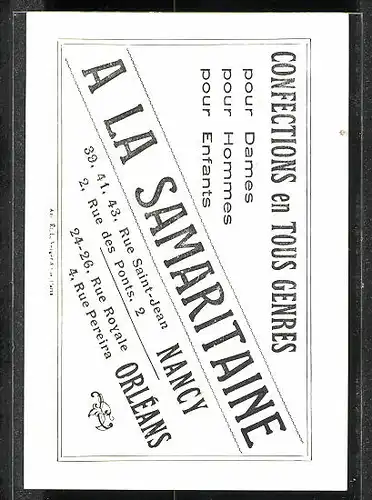 CONFECTIONS en TOUS GENRES
pour Dames
pour Hommes
pour Enfants
A LA SAMARITAINE
39, 41, 43, Rue Saint-Jean
2, Rue des Ponts, 2
NANCY
24-26, Rue Royale
4, Rue Pereira
ORLÉANS